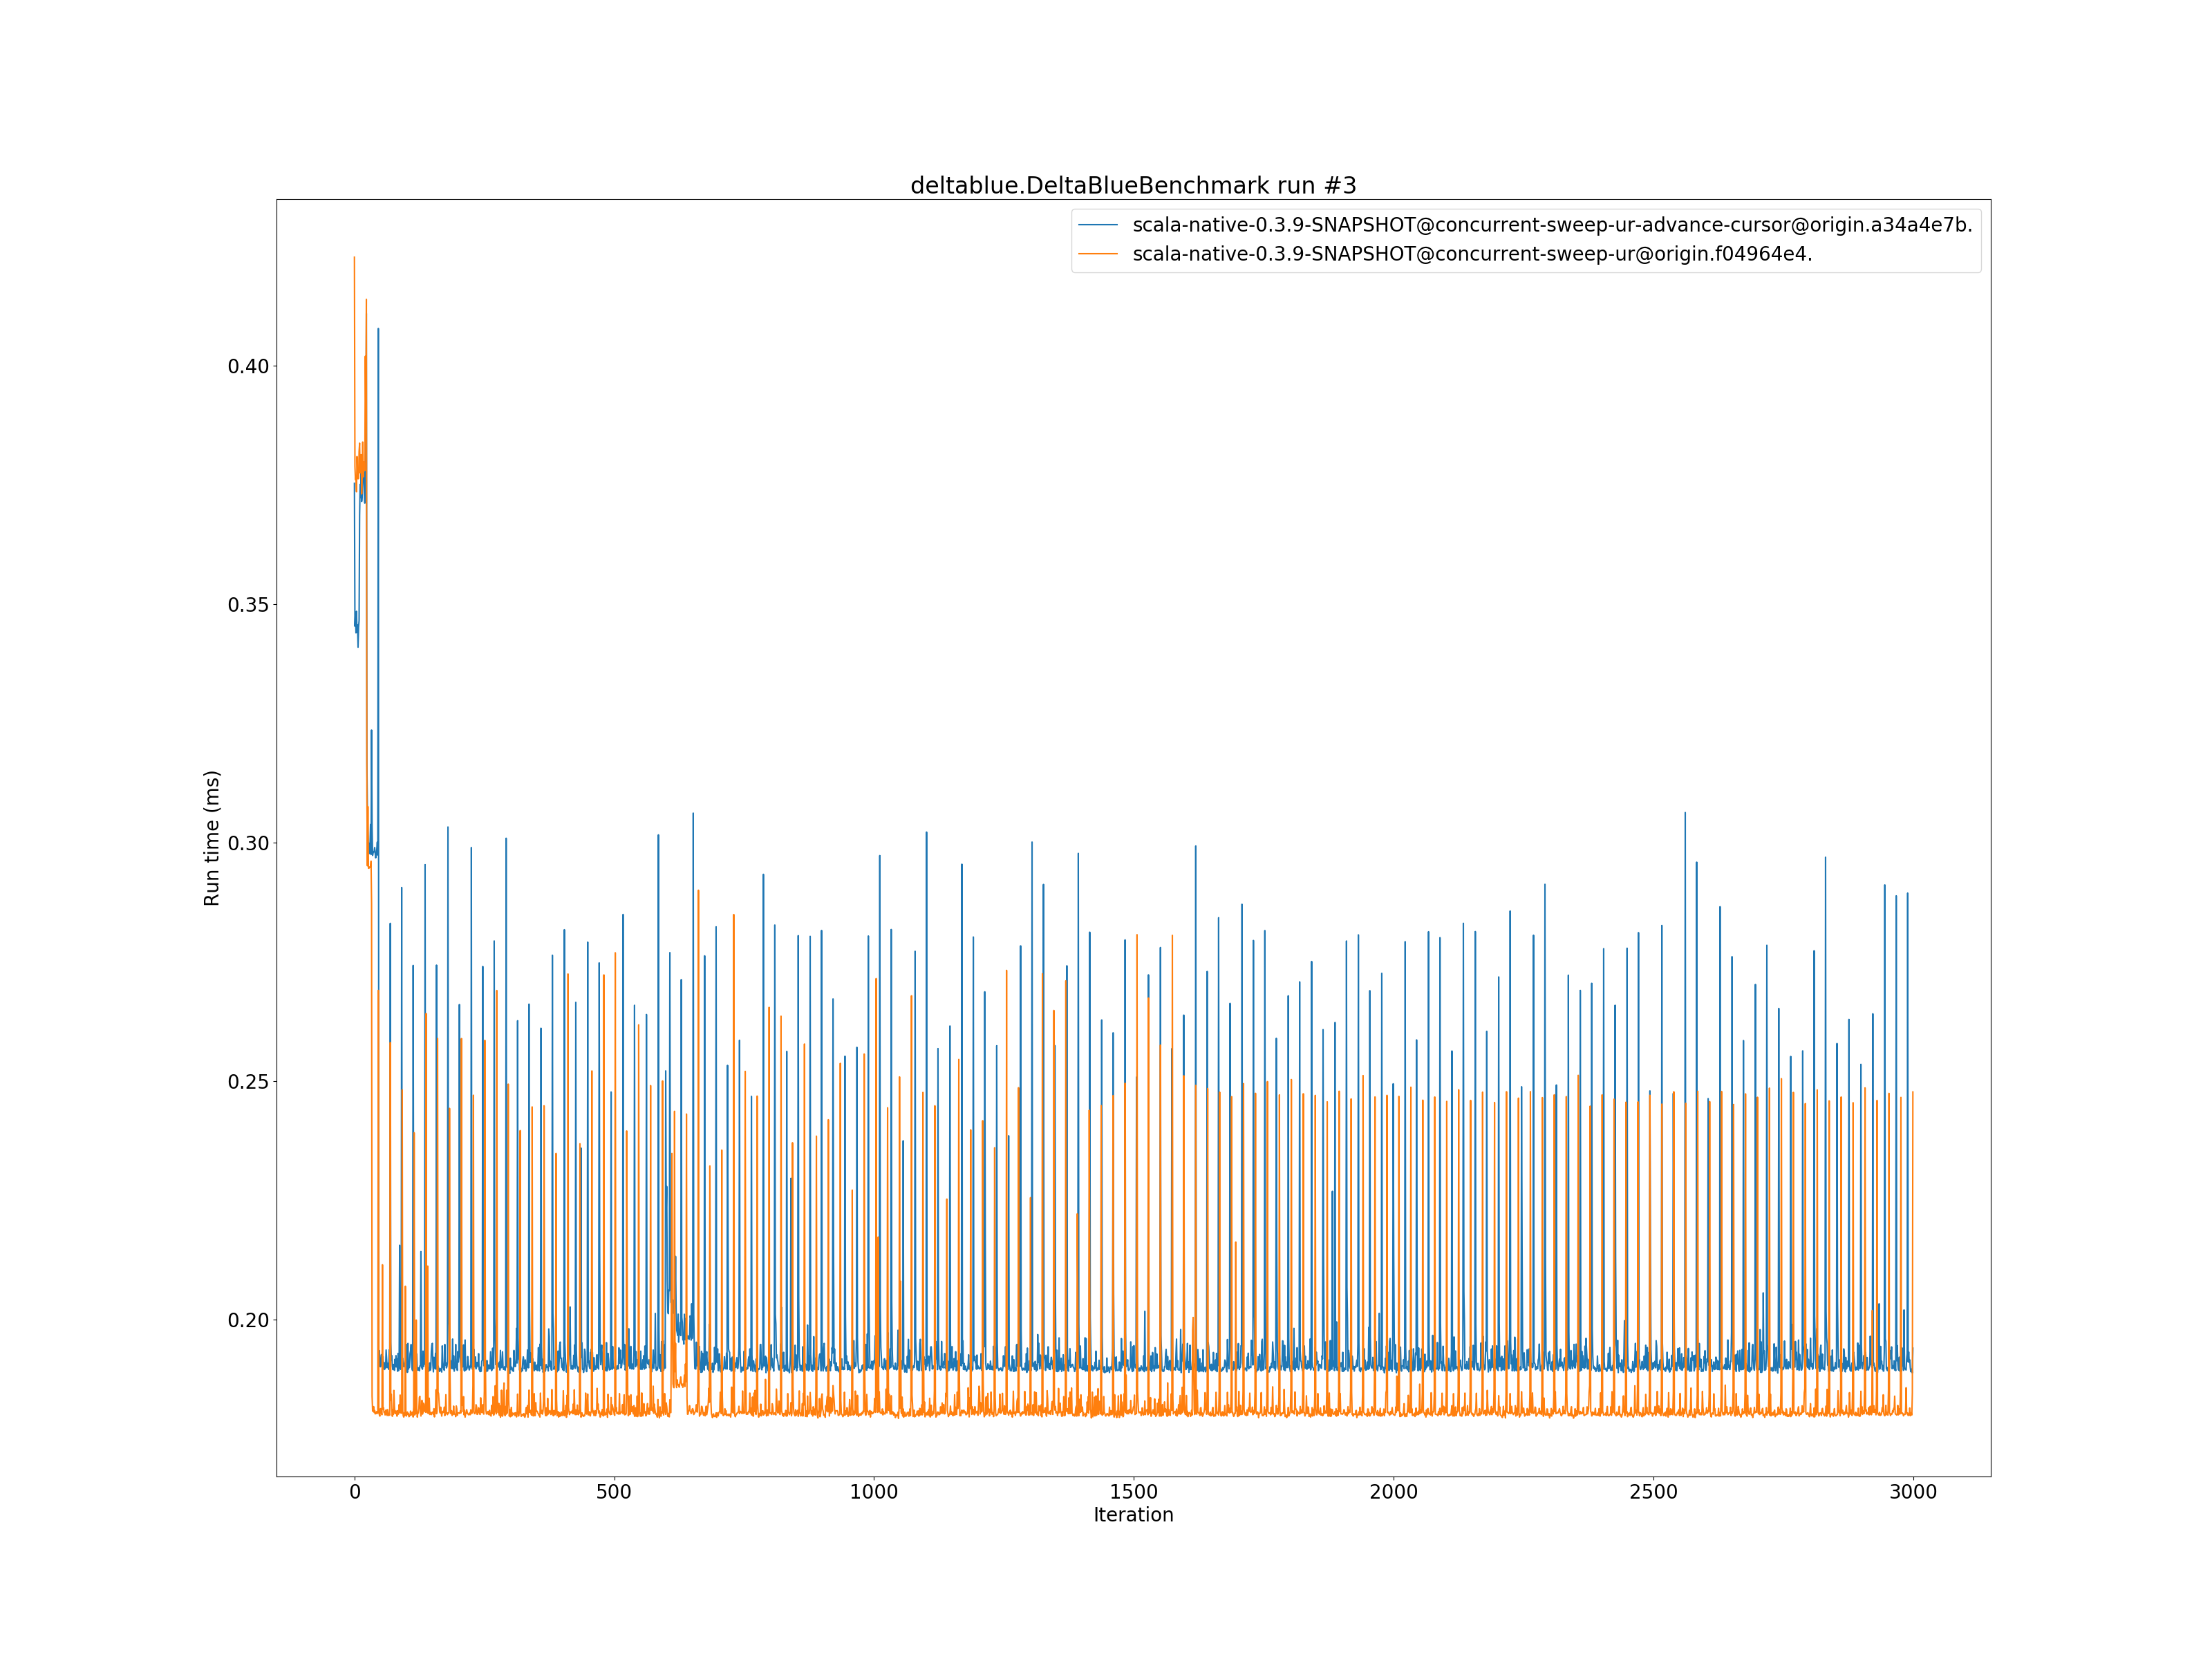 deltablue.DeltaBlueBenchmark run #3
scala-native-0.3.9-SNAPSHOT@concurrent-sweep-ur-advance-cursor@origin.a34a4e7b.
scala-native-0.3.9-SNAPSHOT@concurrent-sweep-ur@origin.f04964e4.
0.40
0.35
0.30
0.25
0.20
Run time (ms)
0 500 1000 1500 2000 2500 3000
Iteration